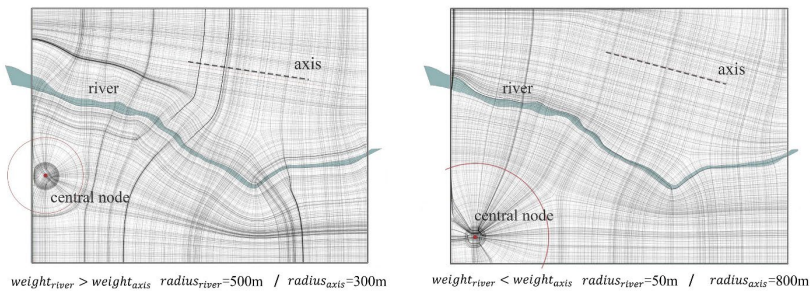 axis
river
central node
weight_river > weight_axis radius_river=500m / radius_axis=300m
axis
river
central node
weight_river < weight_axis radius_river=50m / radius_axis=800m